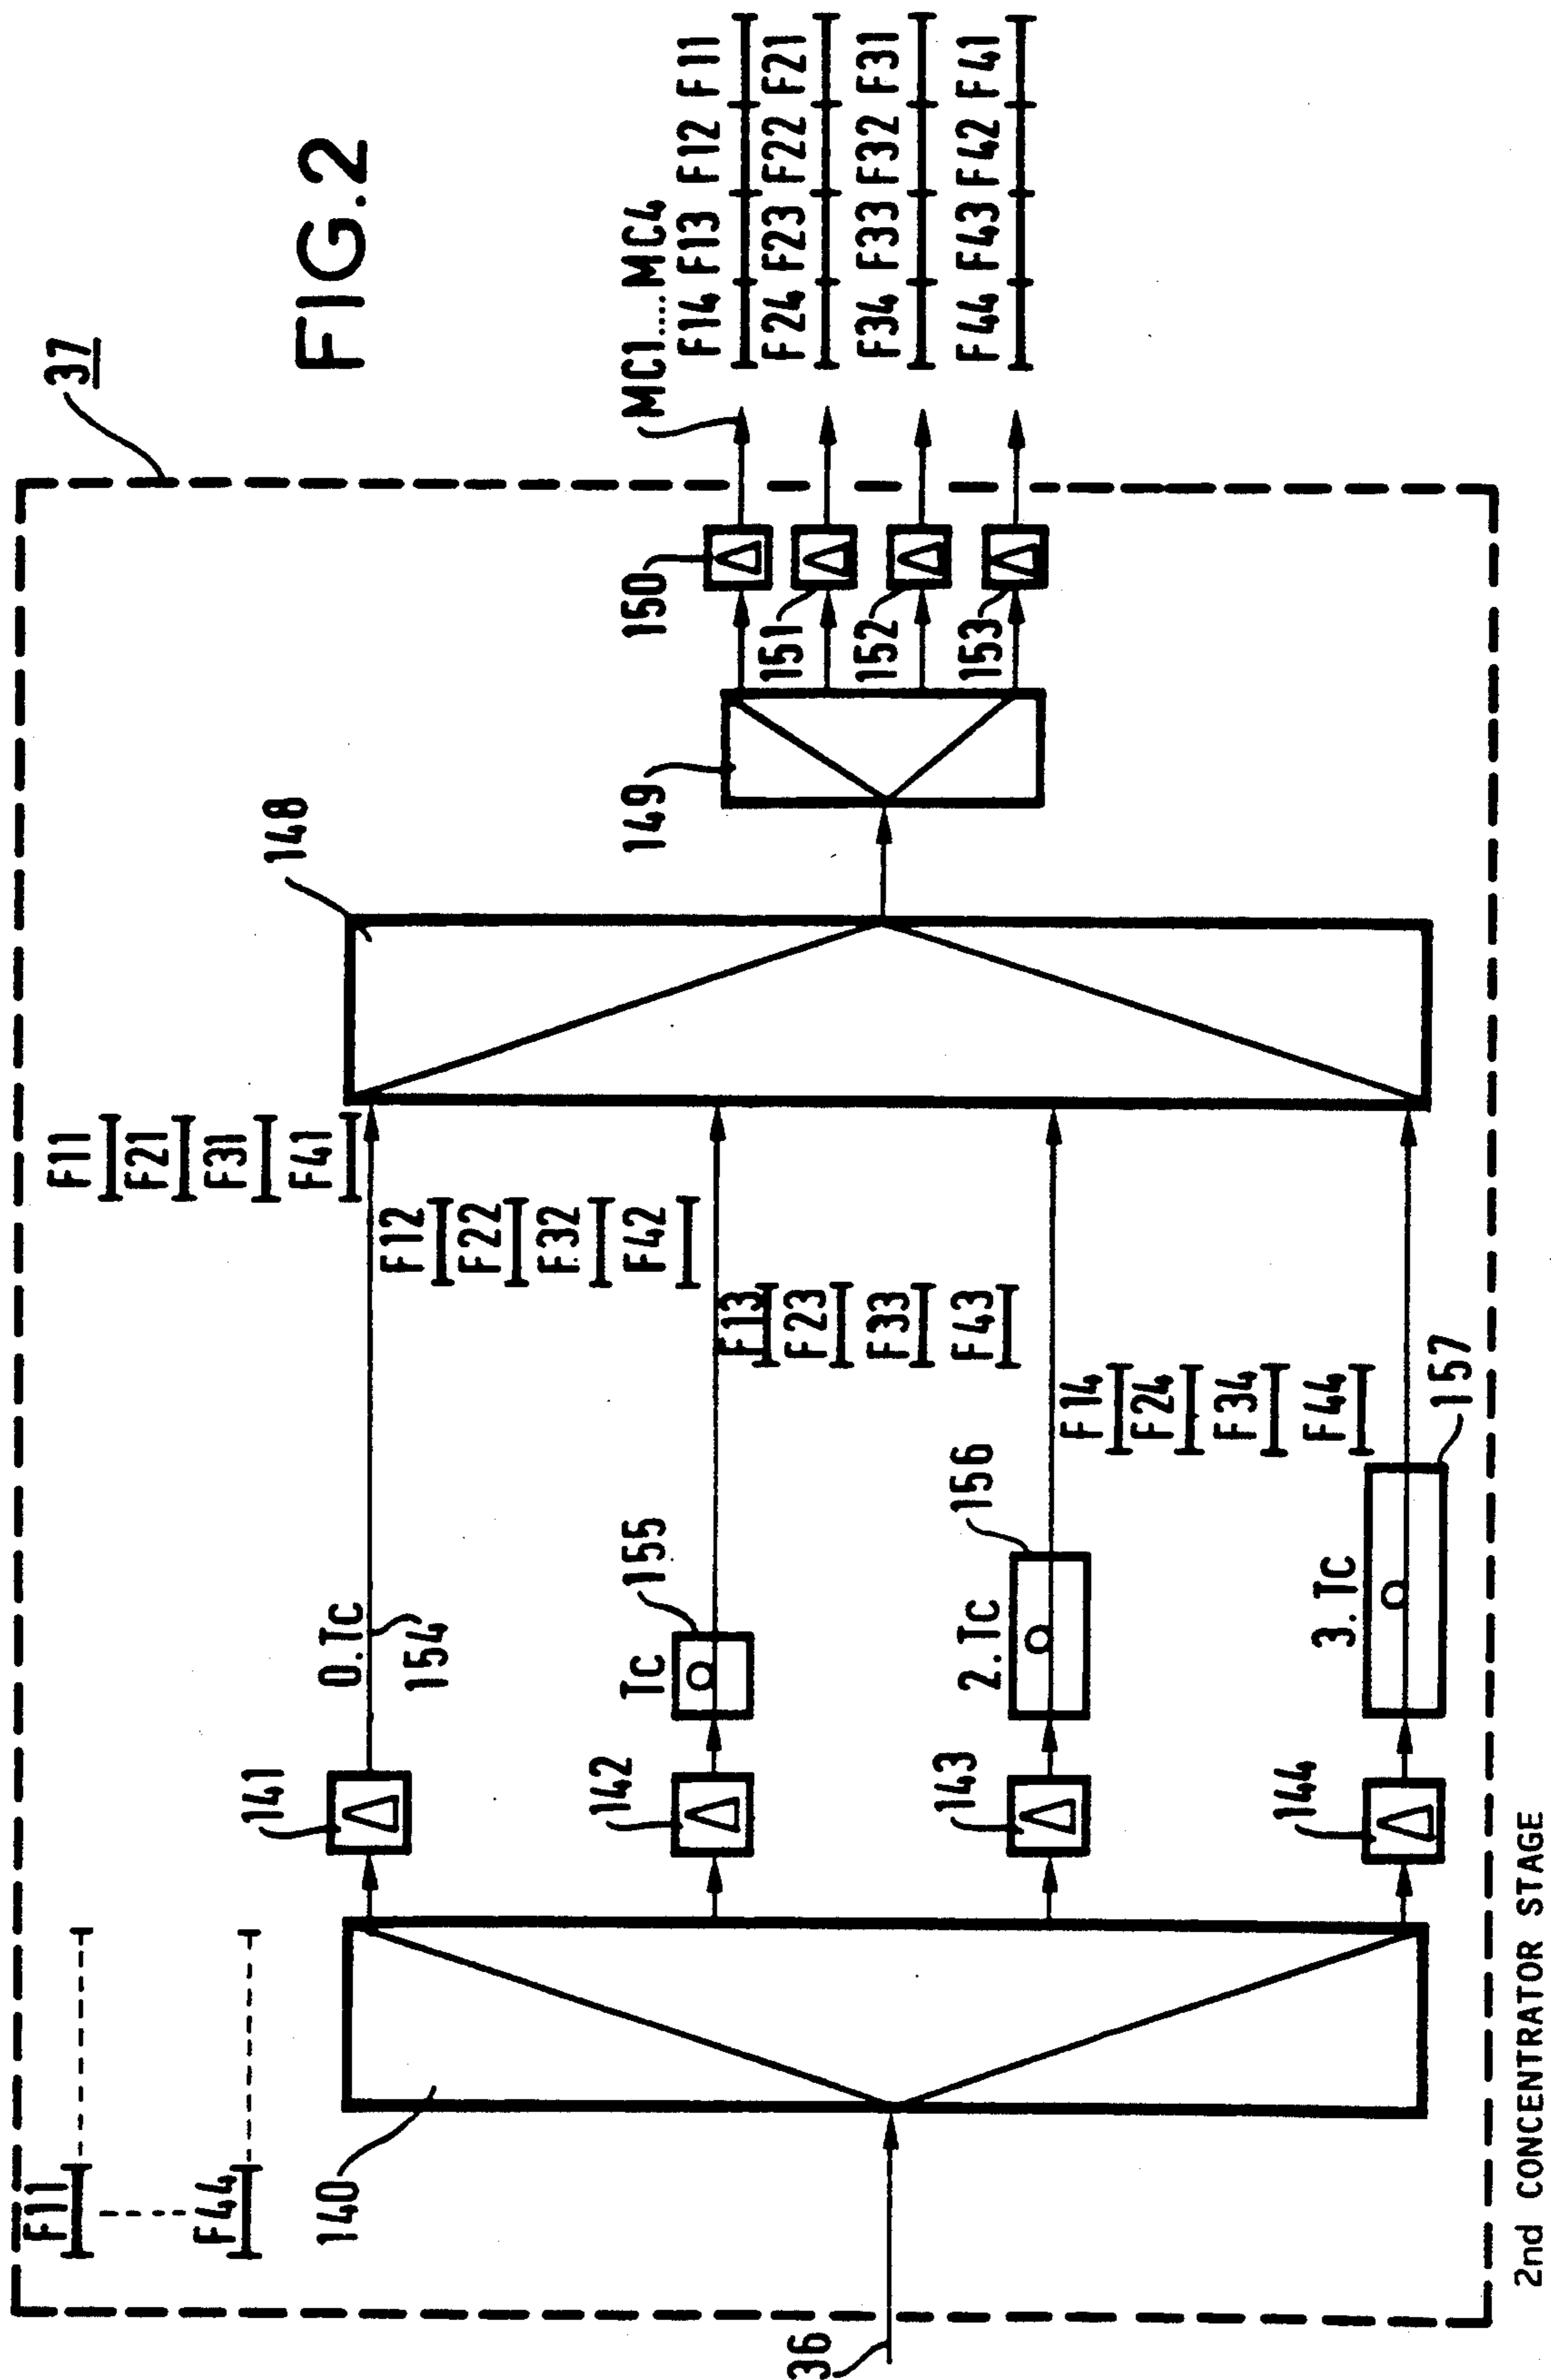 FIG.2
37
MC1....MC4
F14 F13 F12 F11
F24 F23 F22 F21
F34 F33 F32 F31
F44 F43 F42 F41
150
151
152
153
149
148
F11
F21
F31
F41
F12
F22
F32
F42
F13
F23
F33
F43
F14
F24
F34
F44
0.Tc
154
Tc
155
2.Tc
156
3.Tc
157
141
142
143
144
F11
F44
140
36
2nd CONCENTRATOR STAGE